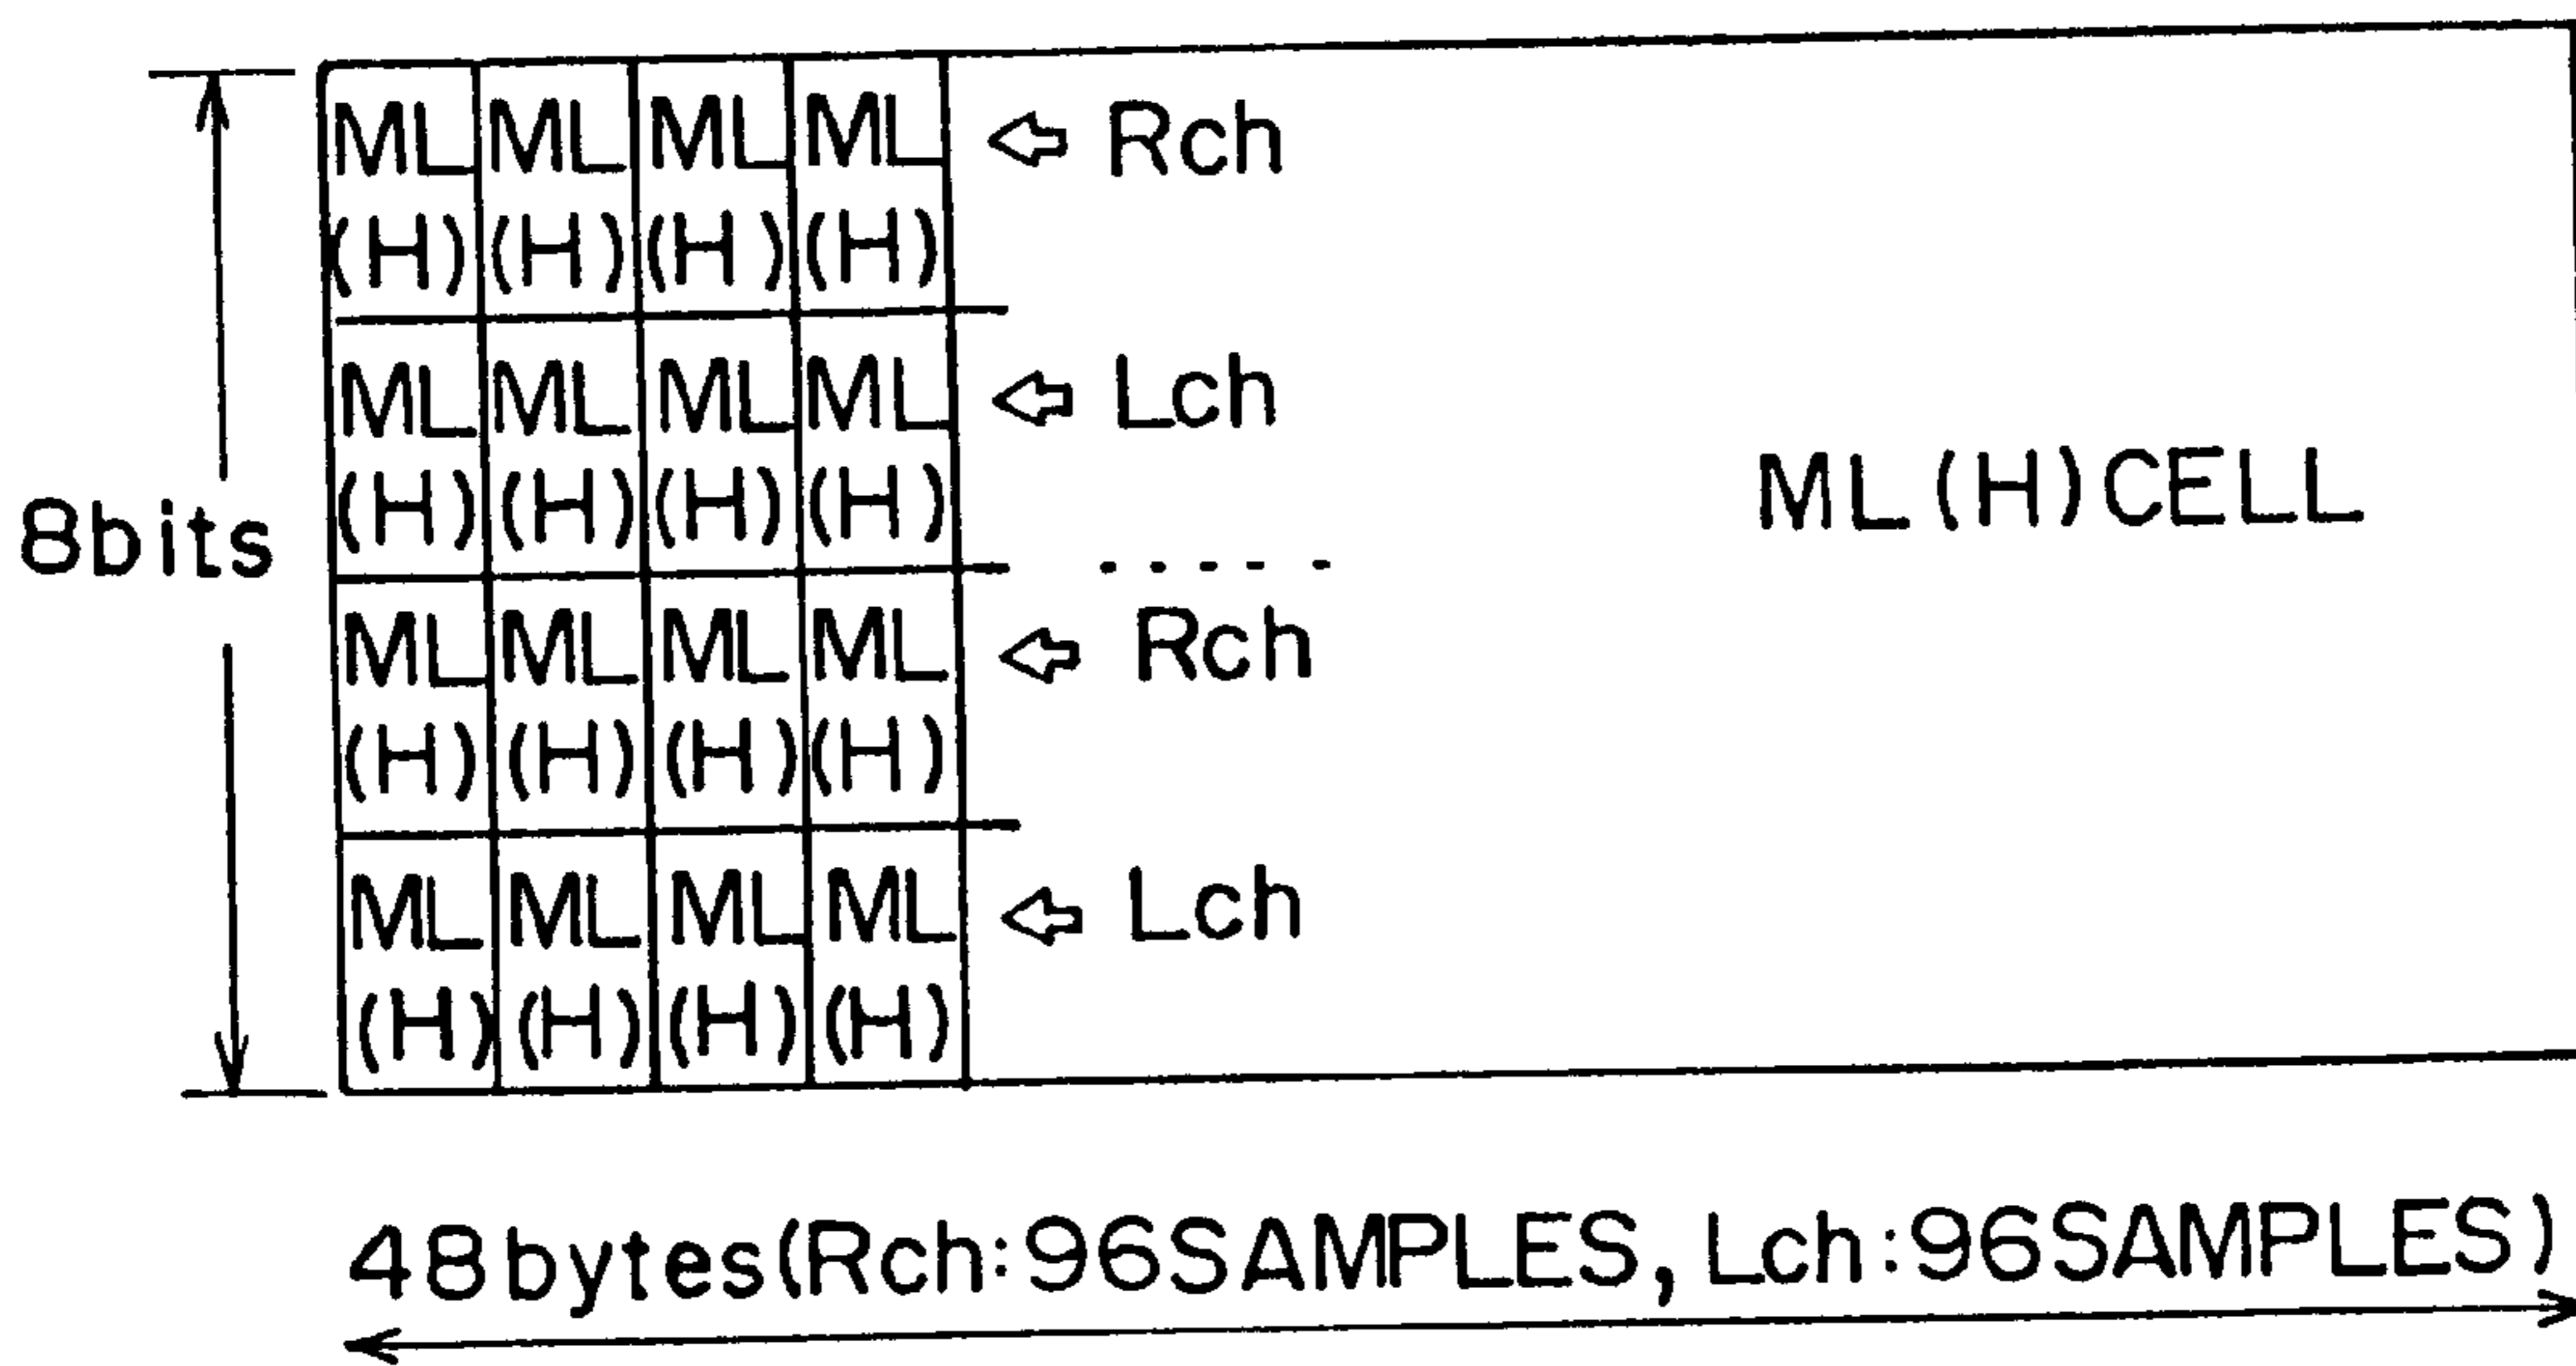 ML ML ML ML ⇦ Rch
(H) (H) (H) (H)
ML ML ML ML ⇦ Lch
(H) (H) (H) (H)
8bits
ML(H)CELL
.....
ML ML ML ML ⇦ Rch
(H) (H) (H) (H)
ML ML ML ML ⇦ Lch
(H) (H) (H) (H)
48bytes(Rch:96SAMPLES, Lch:96SAMPLES)